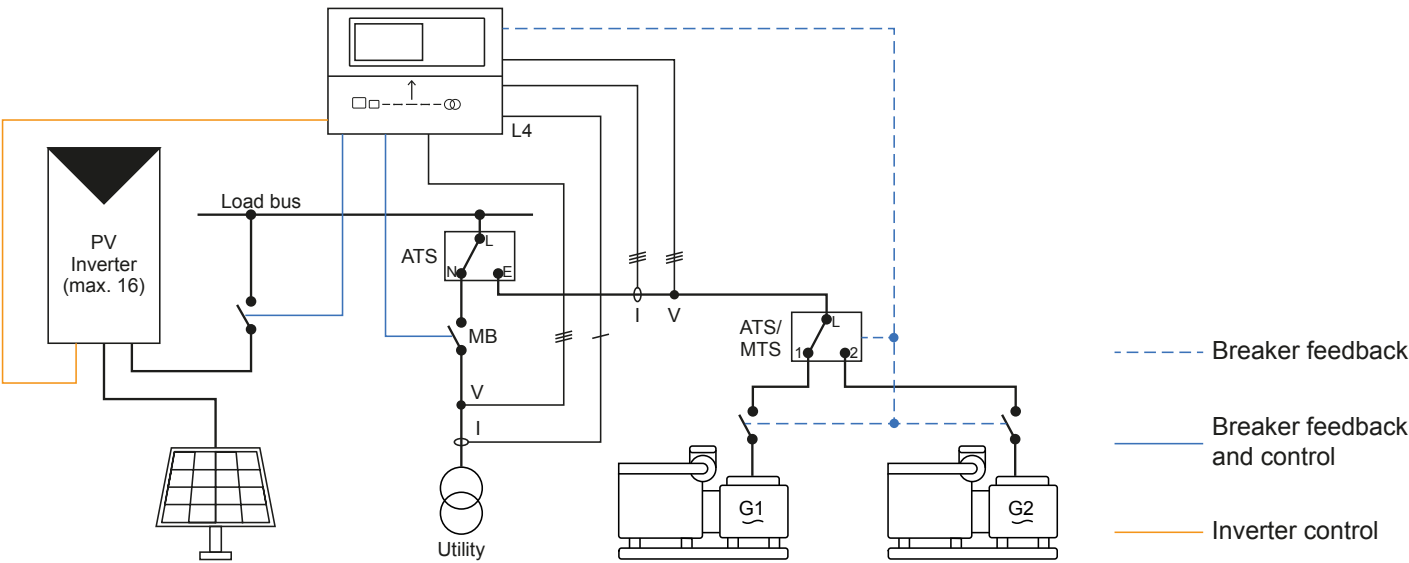 L4
Load bus
PV
Inverter
(max. 16)
ATS
L
N
E
MB
I
V
ATS/
MTS
L
1
2
V
I
G1
G2
Utility
Breaker feedback
Breaker feedback
and control
Inverter control